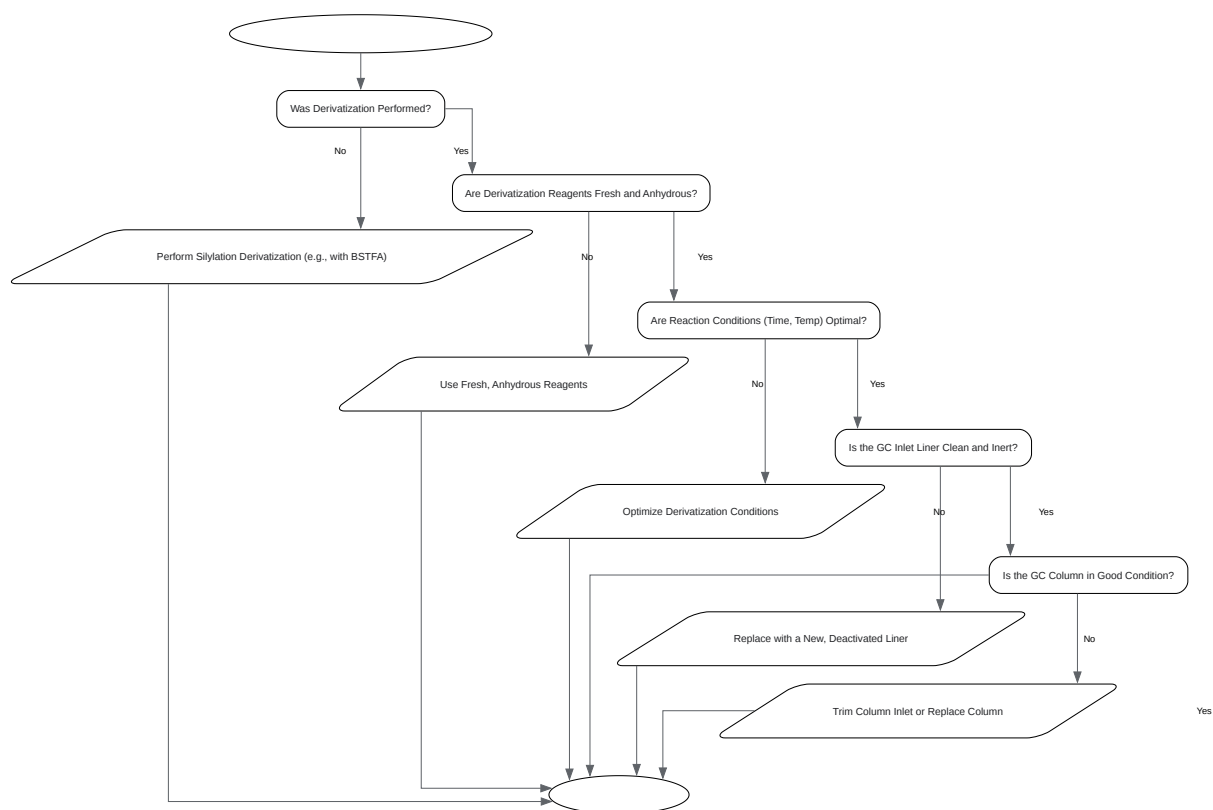 Was Derivatization Performed?
No
Yes
Are Derivatization Reagents Fresh and Anhydrous?
Perform Silylation Derivatization (e.g., with BSTFA)
No
Yes
Are Reaction Conditions (Time, Temp) Optimal?
Use Fresh, Anhydrous Reagents
No
Yes
Is the GC Inlet Liner Clean and Inert?
Optimize Derivatization Conditions
No
Yes
Is the GC Column in Good Condition?
Replace with a New, Deactivated Liner
No
Trim Column Inlet or Replace Column
Yes